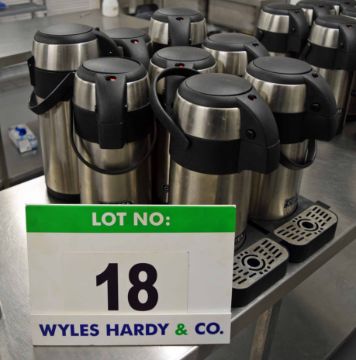 LOT NO:
18
WYLES HARDY & CO.